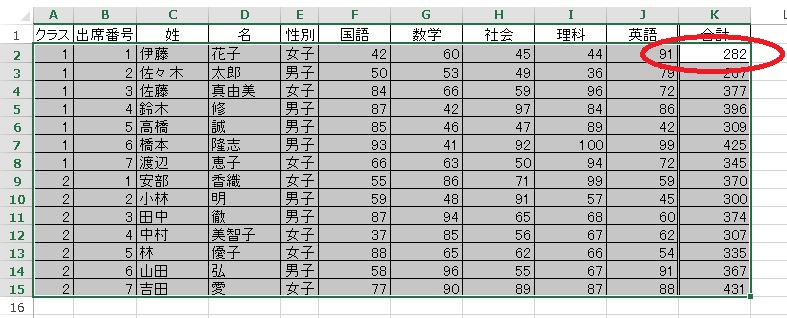 A B C D E F G H I J K L
1 クラス 出席番号 姓 名 性別 国語 数学 社会 理科 英語 合計
2 1 1 伊藤 花子 女子 42 60 45 44 91 282
3 1 2 佐々木 太郎 男子 50 53 49 36 79 267
4 1 3 佐藤 真由美 女子 84 66 59 96 72 377
5 1 4 鈴木 修 男子 87 42 97 84 86 396
6 1 5 高橋 誠 男子 85 46 47 89 42 309
7 1 6 橋本 隆志 男子 93 41 92 100 99 425
8 1 7 渡辺 恵子 女子 66 63 50 94 72 345
9 2 1 安部 香織 女子 55 86 71 99 59 370
10 2 2 小林 明 男子 59 48 91 57 45 300
11 2 3 田中 徹 男子 87 94 65 68 60 374
12 2 4 中村 美智子 女子 37 85 56 67 62 307
13 2 5 林 優子 女子 88 65 62 66 54 335
14 2 6 山田 弘 男子 58 96 55 67 91 367
15 2 7 吉田 愛 女子 77 90 89 87 88 431
16